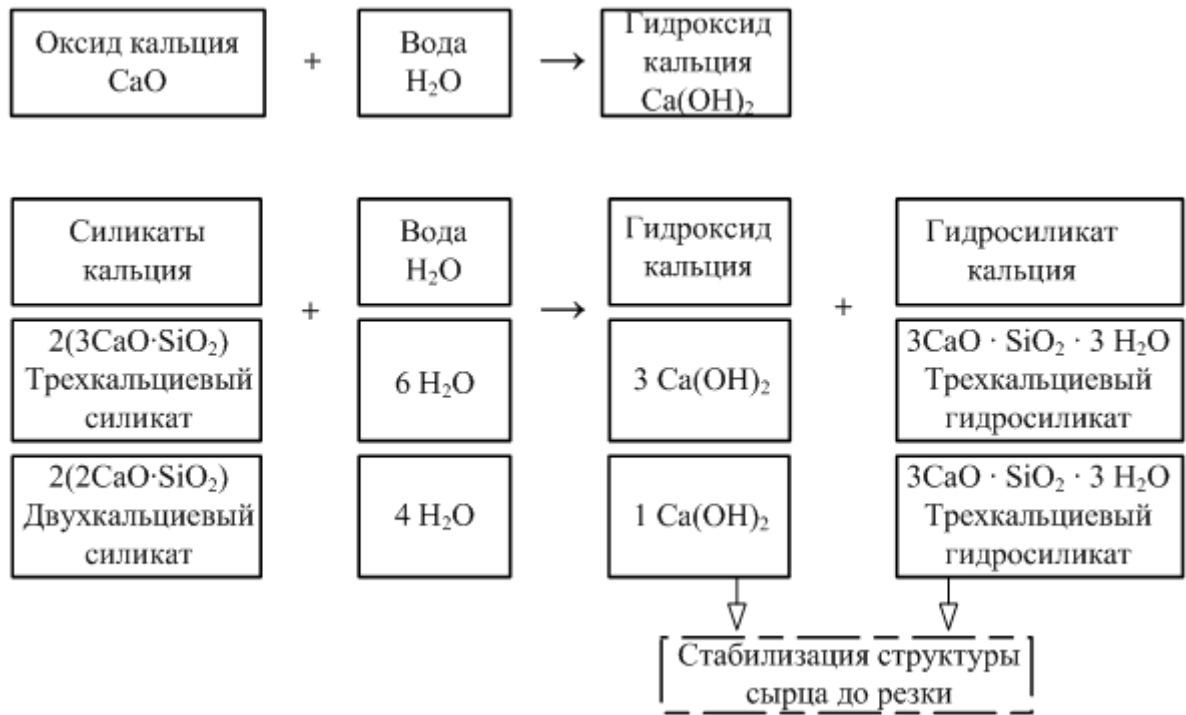 Оксид кальция
CaO
+
Вода
H₂O
→
Гидроксид
кальция
Ca(OH)₂
Силикаты
кальция
+
Вода
H₂O
→
Гидроксид
кальция
+
Гидросиликат
кальция
2(3CaO·SiO₂)
Трехкальциевый
силикат
6 H₂O
3 Ca(OH)₂
3CaO · SiO₂ · 3 H₂O
Трехкальциевый
гидросиликат
2(2CaO·SiO₂)
Двухкальциевый
силикат
4 H₂O
1 Ca(OH)₂
3CaO · SiO₂ · 3 H₂O
Трехкальциевый
гидросиликат
Стабилизация структуры
сырца до резки